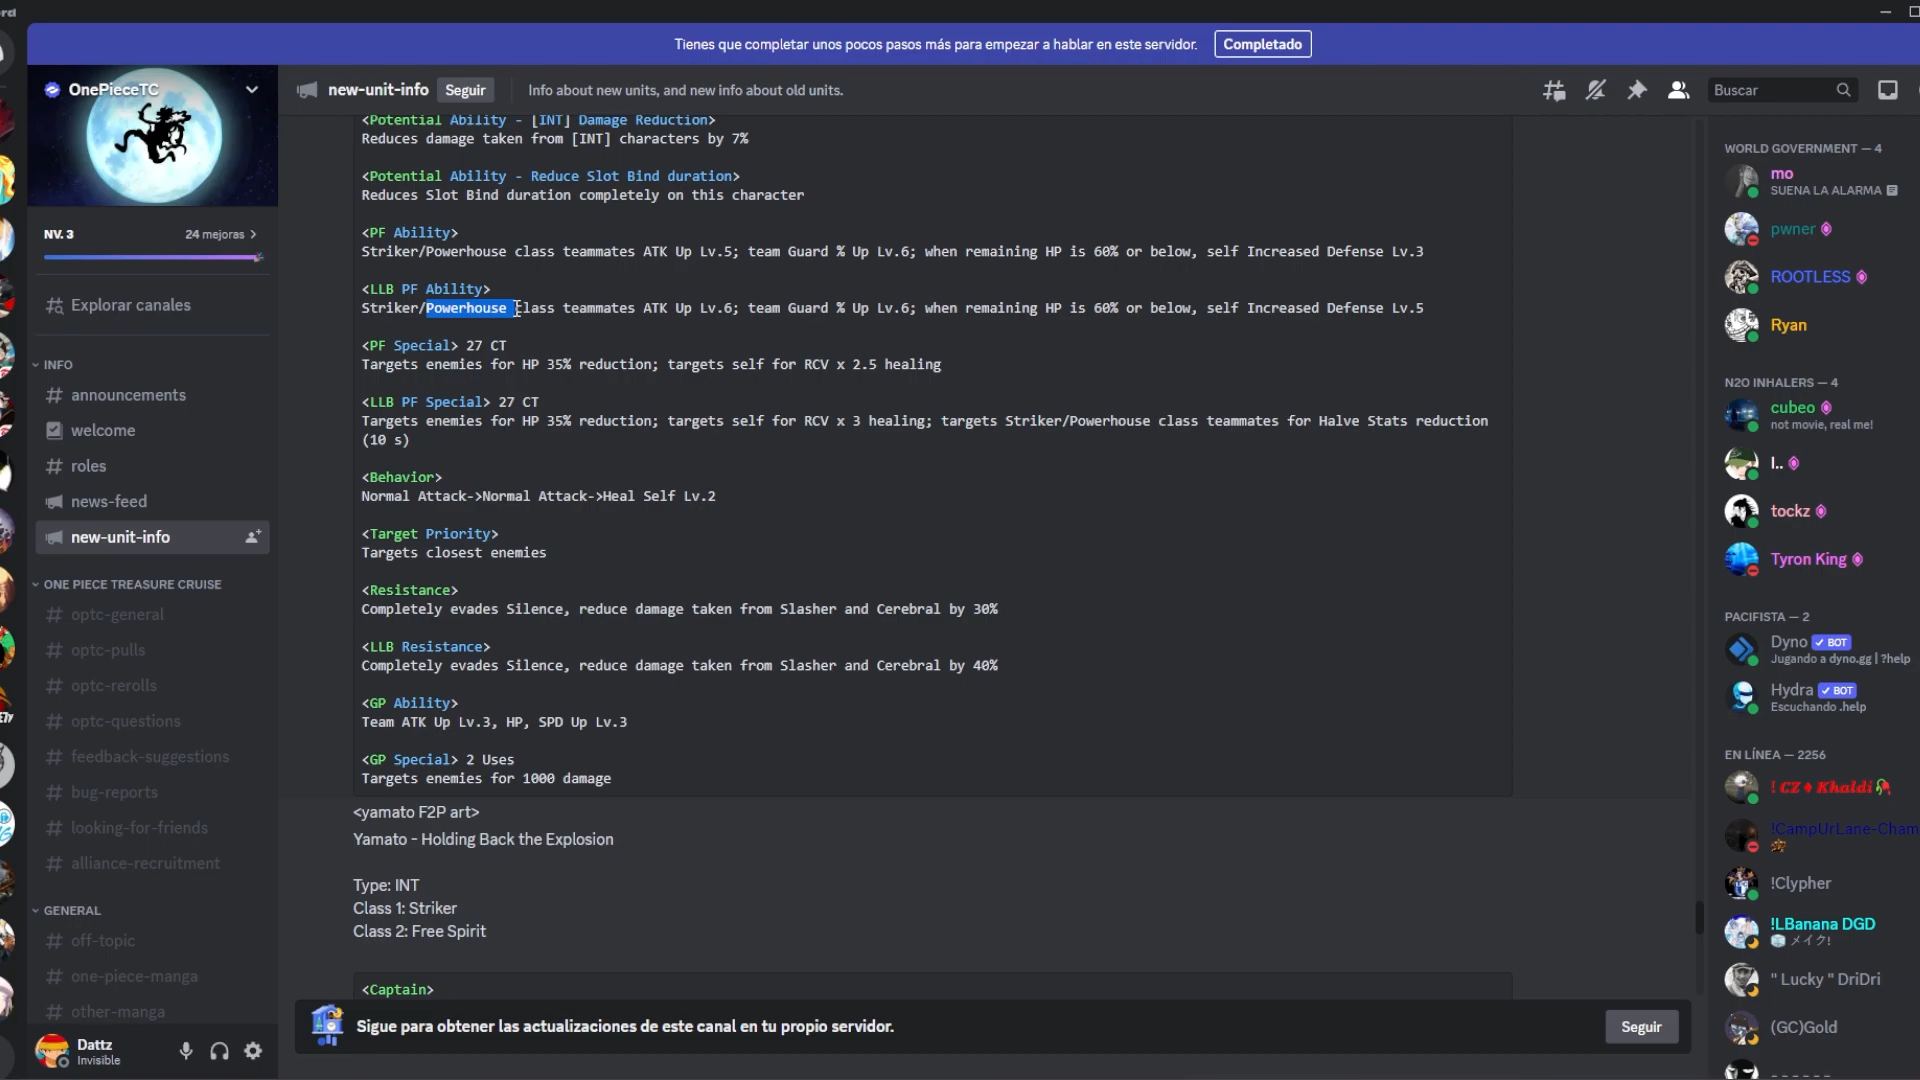 Tienes que completar unos pocos pasos más para empezar a hablar en este servidor. Completado
OnePieceTC
NV. 3 24 mejoras >
Explorar canales
INFO
announcements
welcome
roles
news-feed
new-unit-info
ONE PIECE TREASURE CRUISE
optc-general
optc-pulls
optc-rerolls
optc-questions
feedback-suggestions
bug-reports
looking-for-friends
alliance-recruitment
GENERAL
off-topic
one-piece-manga
other-manga
Dattz
Invisible
new-unit-info Seguir Info about new units, and new info about old units.
Buscar
<Potential Ability - [INT] Damage Reduction>
Reduces damage taken from [INT] characters by 7%
<Potential Ability - Reduce Slot Bind duration>
Reduces Slot Bind duration completely on this character
<PF Ability>
Striker/Powerhouse class teammates ATK Up Lv.5; team Guard % Up Lv.6; when remaining HP is 60% or below, self Increased Defense Lv.3
<LLB PF Ability>
Striker/Powerhouse class teammates ATK Up Lv.6; team Guard % Up Lv.6; when remaining HP is 60% or below, self Increased Defense Lv.5
<PF Special> 27 CT
Targets enemies for HP 35% reduction; targets self for RCV x 2.5 healing
<LLB PF Special> 27 CT
Targets enemies for HP 35% reduction; targets self for RCV x 3 healing; targets Striker/Powerhouse class teammates for Halve Stats reduction
(10 s)
<Behavior>
Normal Attack->Normal Attack->Heal Self Lv.2
<Target Priority>
Targets closest enemies
<Resistance>
Completely evades Silence, reduce damage taken from Slasher and Cerebral by 30%
<LLB Resistance>
Completely evades Silence, reduce damage taken from Slasher and Cerebral by 40%
<GP Ability>
Team ATK Up Lv.3, HP, SPD Up Lv.3
<GP Special> 2 Uses
Targets enemies for 1000 damage
<yamato F2P art>
Yamato - Holding Back the Explosion
Type: INT
Class 1: Striker
Class 2: Free Spirit
<Captain>
Sigue para obtener las actualizaciones de este canal en tu propio servidor. Seguir
WORLD GOVERNMENT — 4
mo
SUENA LA ALARMA
pwner
ROOTLESS
Ryan
N2O INHALERS — 4
cubeo
not movie, real me!
I..
tockz
Tyron King
PACIFISTA — 2
Dyno BOT
Jugando a dyno.gg | ?help
Hydra BOT
Escuchando .help
EN LÍNEA — 2256
! CZ ♦ Khaldi
!CampUrLane-Cham
!Clypher
!LBanana DGD
メイク!
" Lucky " DriDri
(GC)Gold